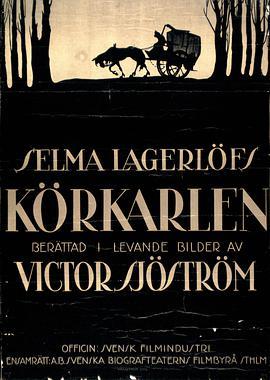 SELMA LAGERLÖFS
KÖRKARLEN
BERÄTTAD I LEVANDE BILDER AV
VICTOR SJÖSTRÖM
OFFICIN: SVENSK FILMINDUSTRI
ENSAMRÄTT: A.B. SVENSKA BIOGRAFTEATERNS FILMBYRÅ STHLM